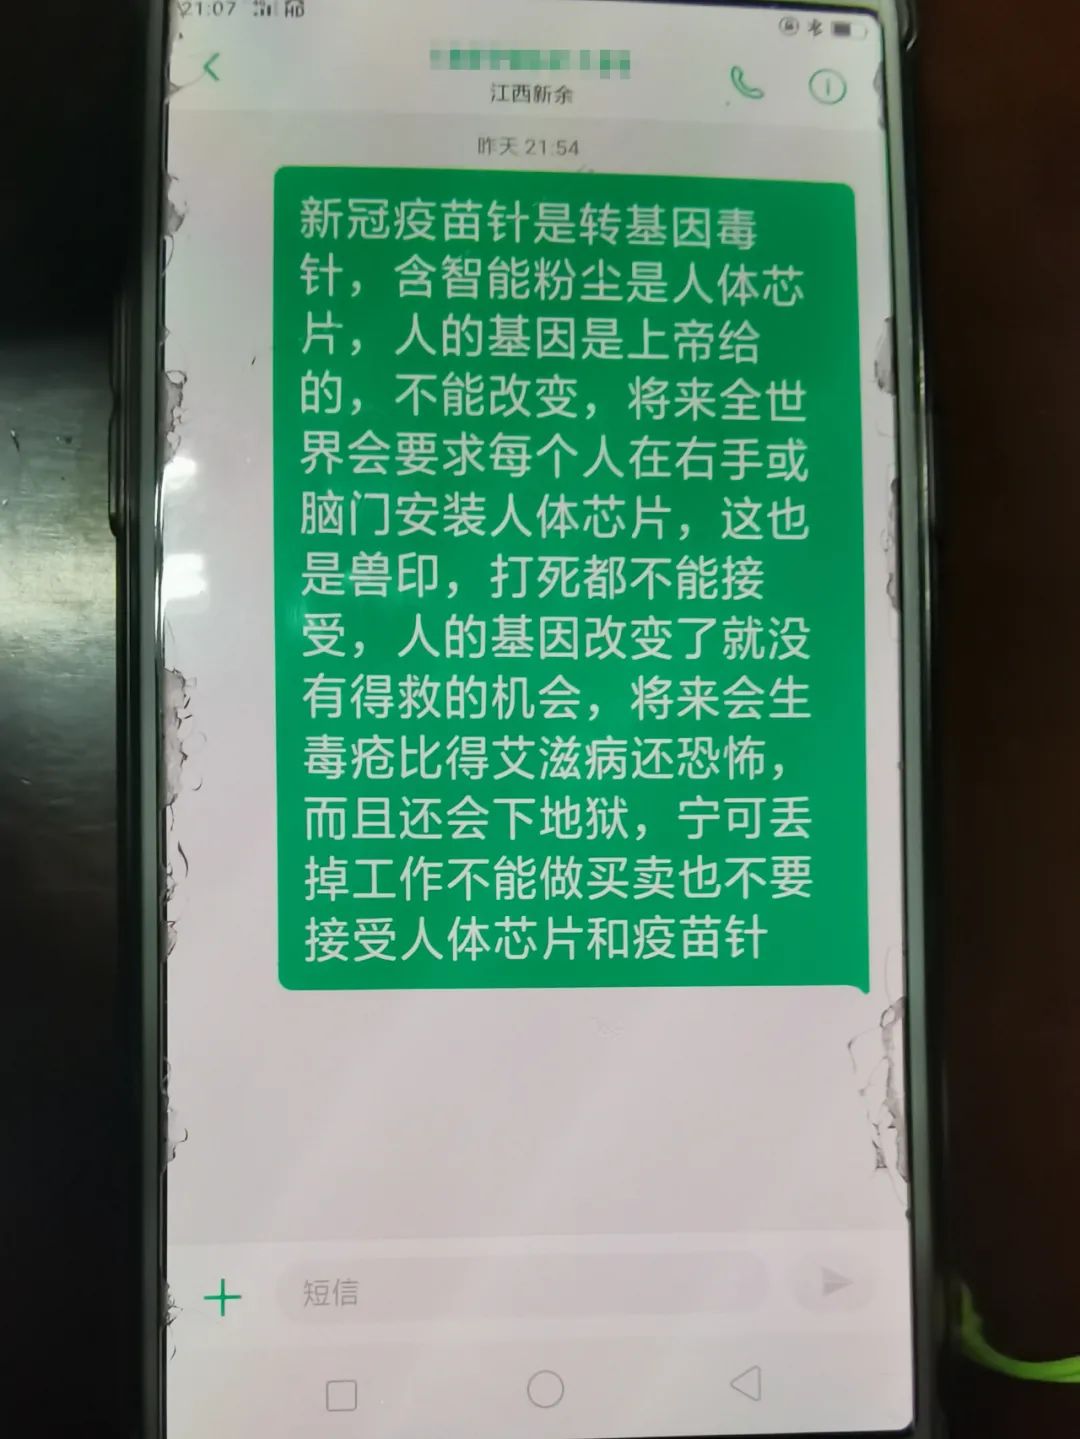 21:07 HD
江西新余
昨天 21:54
新冠疫苗针是转基因毒
针，含智能粉尘是人体芯
片，人的基因是上帝给
的，不能改变，将来全世
界会要求每个人在右手或
脑门安装人体芯片，这也
是兽印，打死都不能接
受，人的基因改变了就没
有得救的机会，将来会生
毒疮比得艾滋病还恐怖，
而且还会下地狱，宁可丢
掉工作不能做买卖也不要
接受人体芯片和疫苗针
短信